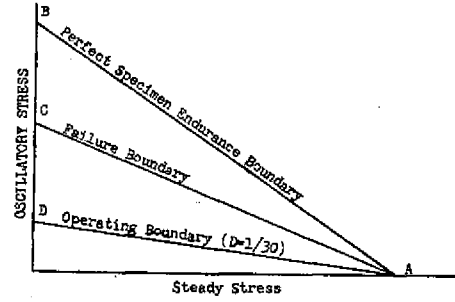 B
Perfect Specimen Endurance Boundary
OSCILLATORY STRESS
C
Failure Boundary
D
Operating Boundary (D=1/30)
A
Steady Stress